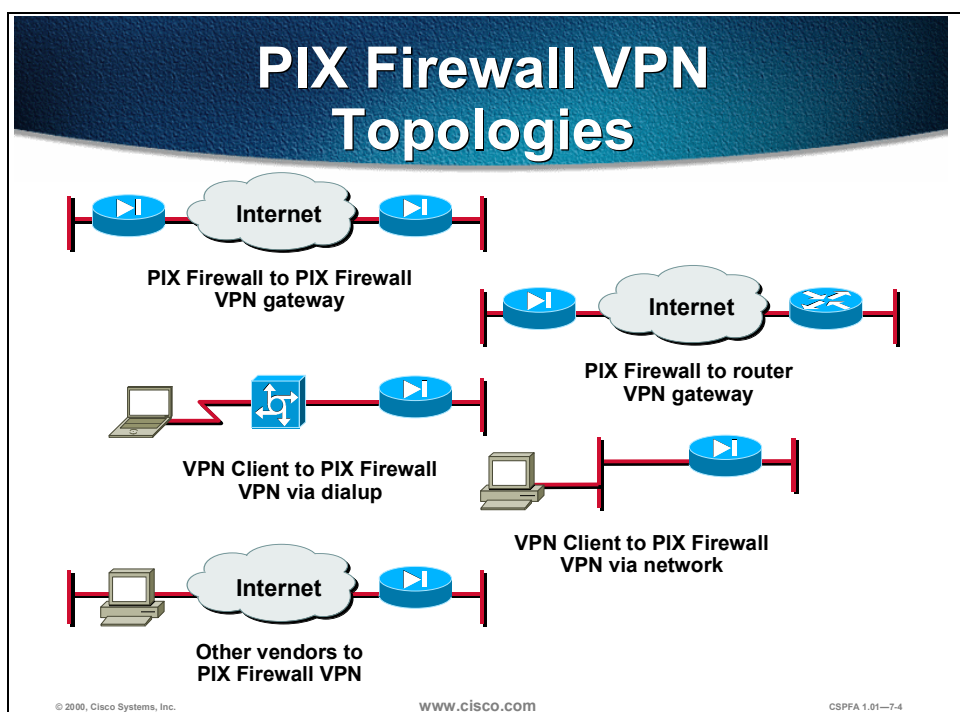 PIX Firewall VPN
Topologies
Internet
PIX Firewall to PIX Firewall
VPN gateway
Internet
PIX Firewall to router
VPN gateway
VPN Client to PIX Firewall
VPN via dialup
VPN Client to PIX Firewall
VPN via network
Internet
Other vendors to
PIX Firewall VPN
© 2000, Cisco Systems, Inc.
www.cisco.com
CSPFA 1.01—7-4